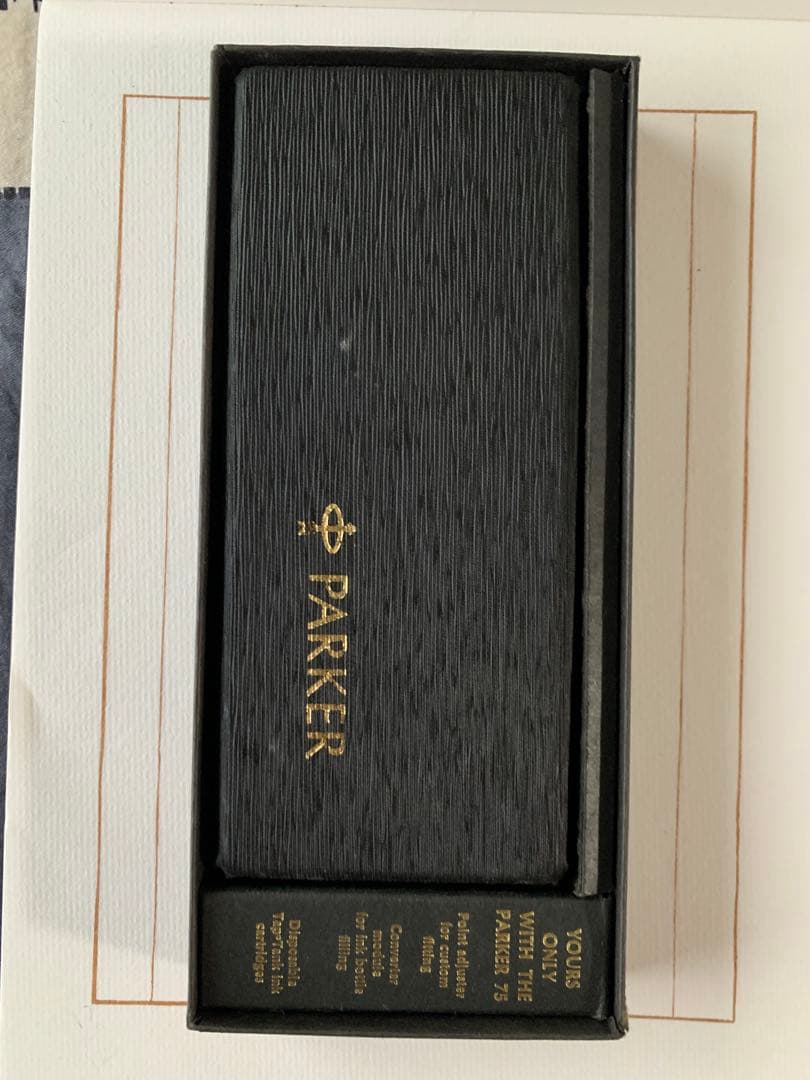 PARKER
YOURS
ONLY
WITH THE
PARKER 75
Point adjuster
for custom
fitting
Converter
module
for ink bottle
filling
Disposable
Tap-Tank ink
cartridges